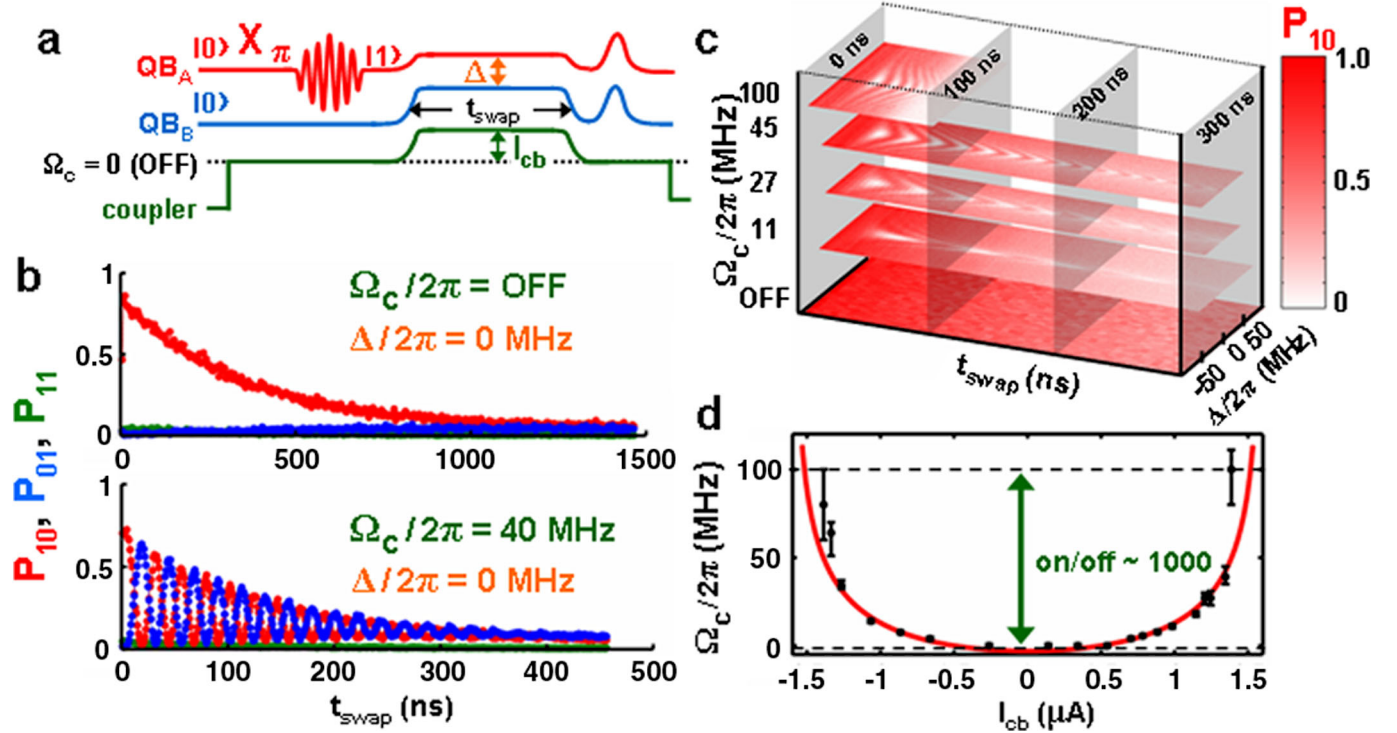 a
|0⟩ X π |1⟩
QB_A
Δ
|0⟩
QB_B
t_swap
Ω_c = 0 (OFF)
I_cb
coupler
b
P_10, P_01, P_11
1
0.5
0
Ω_C/2π = OFF
Δ/2π = 0 MHz
0 500 1000 1500
1
0.5
0
Ω_C/2π = 40 MHz
Δ/2π = 0 MHz
0 100 200 300 400 500
t_swap (ns)
c
0 ns
100 ns
200 ns
300 ns
Ω_C/2π (MHz)
100
45
27
11
OFF
t_swap (ns)
-50 0 50
Δ/2π (MHz)
P_10
1.0
0.5
0
d
Ω_C/2π (MHz)
100
50
0
on/off ~ 1000
-1.5 -1 -0.5 0 0.5 1 1.5
I_cb (μA)